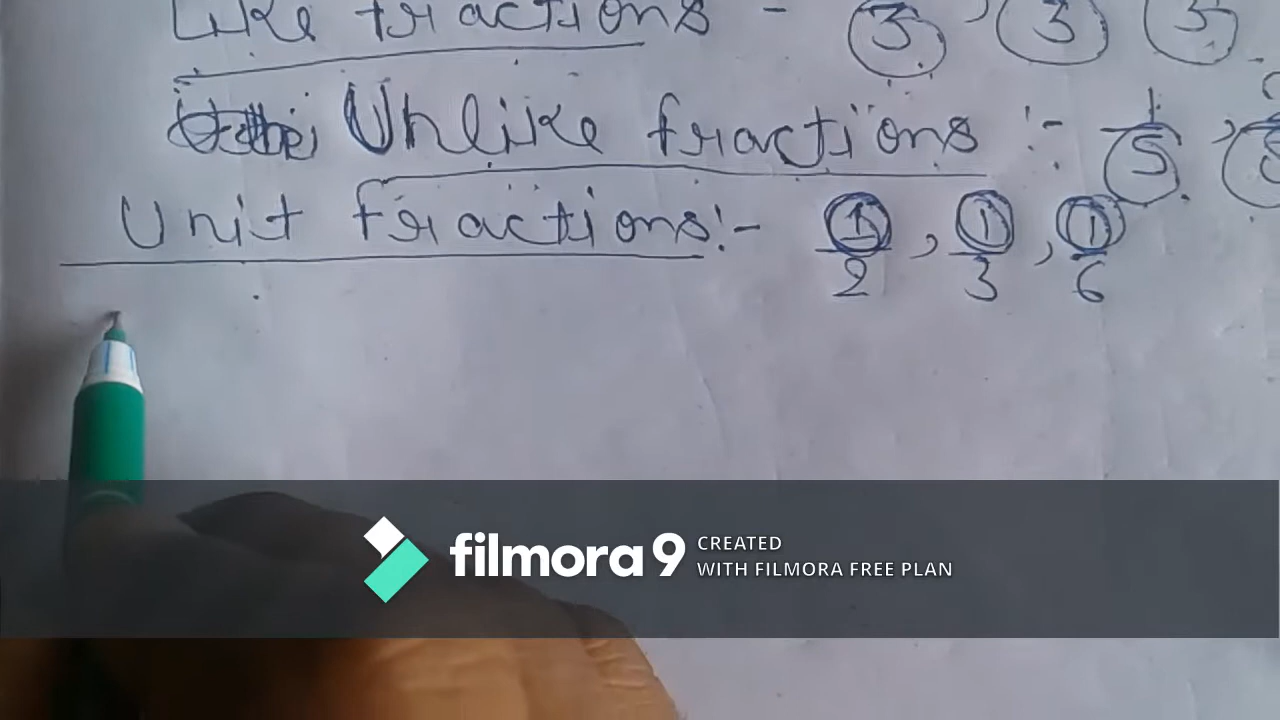 Like fractions - 3, 3 3
Unlike fractions :- 1/5,
Unit fractions :- 1/2, 1/3, 1/6
filmora9 CREATED
WITH FILMORA FREE PLAN